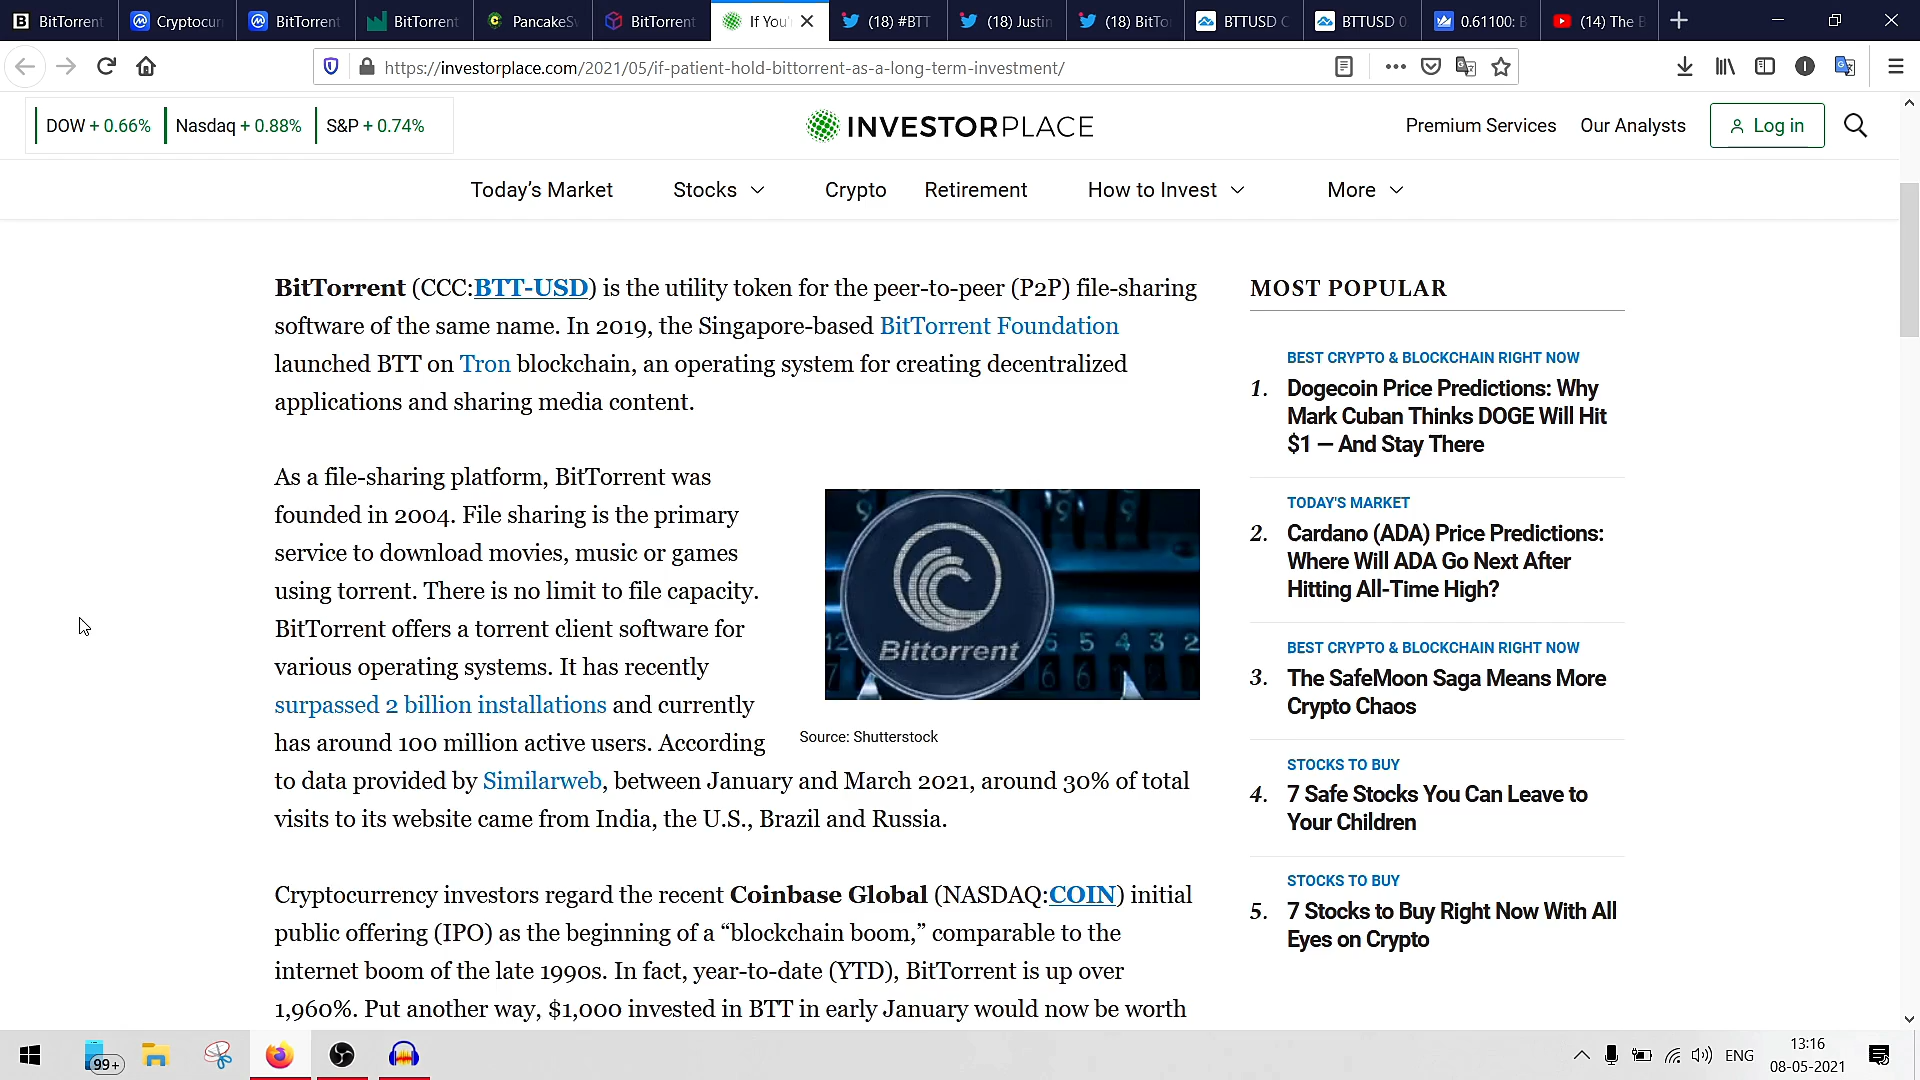 BitTorrent
Cryptocurr
BitTorrent
BitTorrent
PancakeSw
BitTorrent
If You'
(18) #BTT
(18) Justin
(18) BitTo
BTTUSD C
BTTUSD 0
0.61100: B
(14) The B
https://investorplace.com/2021/05/if-patient-hold-bittorrent-as-a-long-term-investment/
DOW + 0.66%
Nasdaq + 0.88%
S&P + 0.74%
INVESTORPLACE
Premium Services
Our Analysts
Log in
Today's Market
Stocks
Crypto
Retirement
How to Invest
More
BitTorrent (CCC:BTT-USD) is the utility token for the peer-to-peer (P2P) file-sharing
software of the same name. In 2019, the Singapore-based BitTorrent Foundation
launched BTT on Tron blockchain, an operating system for creating decentralized
applications and sharing media content.
As a file-sharing platform, BitTorrent was
founded in 2004. File sharing is the primary
service to download movies, music or games
using torrent. There is no limit to file capacity.
BitTorrent offers a torrent client software for
various operating systems. It has recently
surpassed 2 billion installations and currently
has around 100 million active users. According
to data provided by Similarweb, between January and March 2021, around 30% of total
visits to its website came from India, the U.S., Brazil and Russia.
Bittorrent
Source: Shutterstock
Cryptocurrency investors regard the recent Coinbase Global (NASDAQ:COIN) initial
public offering (IPO) as the beginning of a “blockchain boom,” comparable to the
internet boom of the late 1990s. In fact, year-to-date (YTD), BitTorrent is up over
1,960%. Put another way, $1,000 invested in BTT in early January would now be worth
MOST POPULAR
BEST CRYPTO & BLOCKCHAIN RIGHT NOW
1. Dogecoin Price Predictions: Why
Mark Cuban Thinks DOGE Will Hit
$1 — And Stay There
TODAY'S MARKET
2. Cardano (ADA) Price Predictions:
Where Will ADA Go Next After
Hitting All-Time High?
BEST CRYPTO & BLOCKCHAIN RIGHT NOW
3. The SafeMoon Saga Means More
Crypto Chaos
STOCKS TO BUY
4. 7 Safe Stocks You Can Leave to
Your Children
STOCKS TO BUY
5. 7 Stocks to Buy Right Now With All
Eyes on Crypto
99+
ENG
13:16
08-05-2021